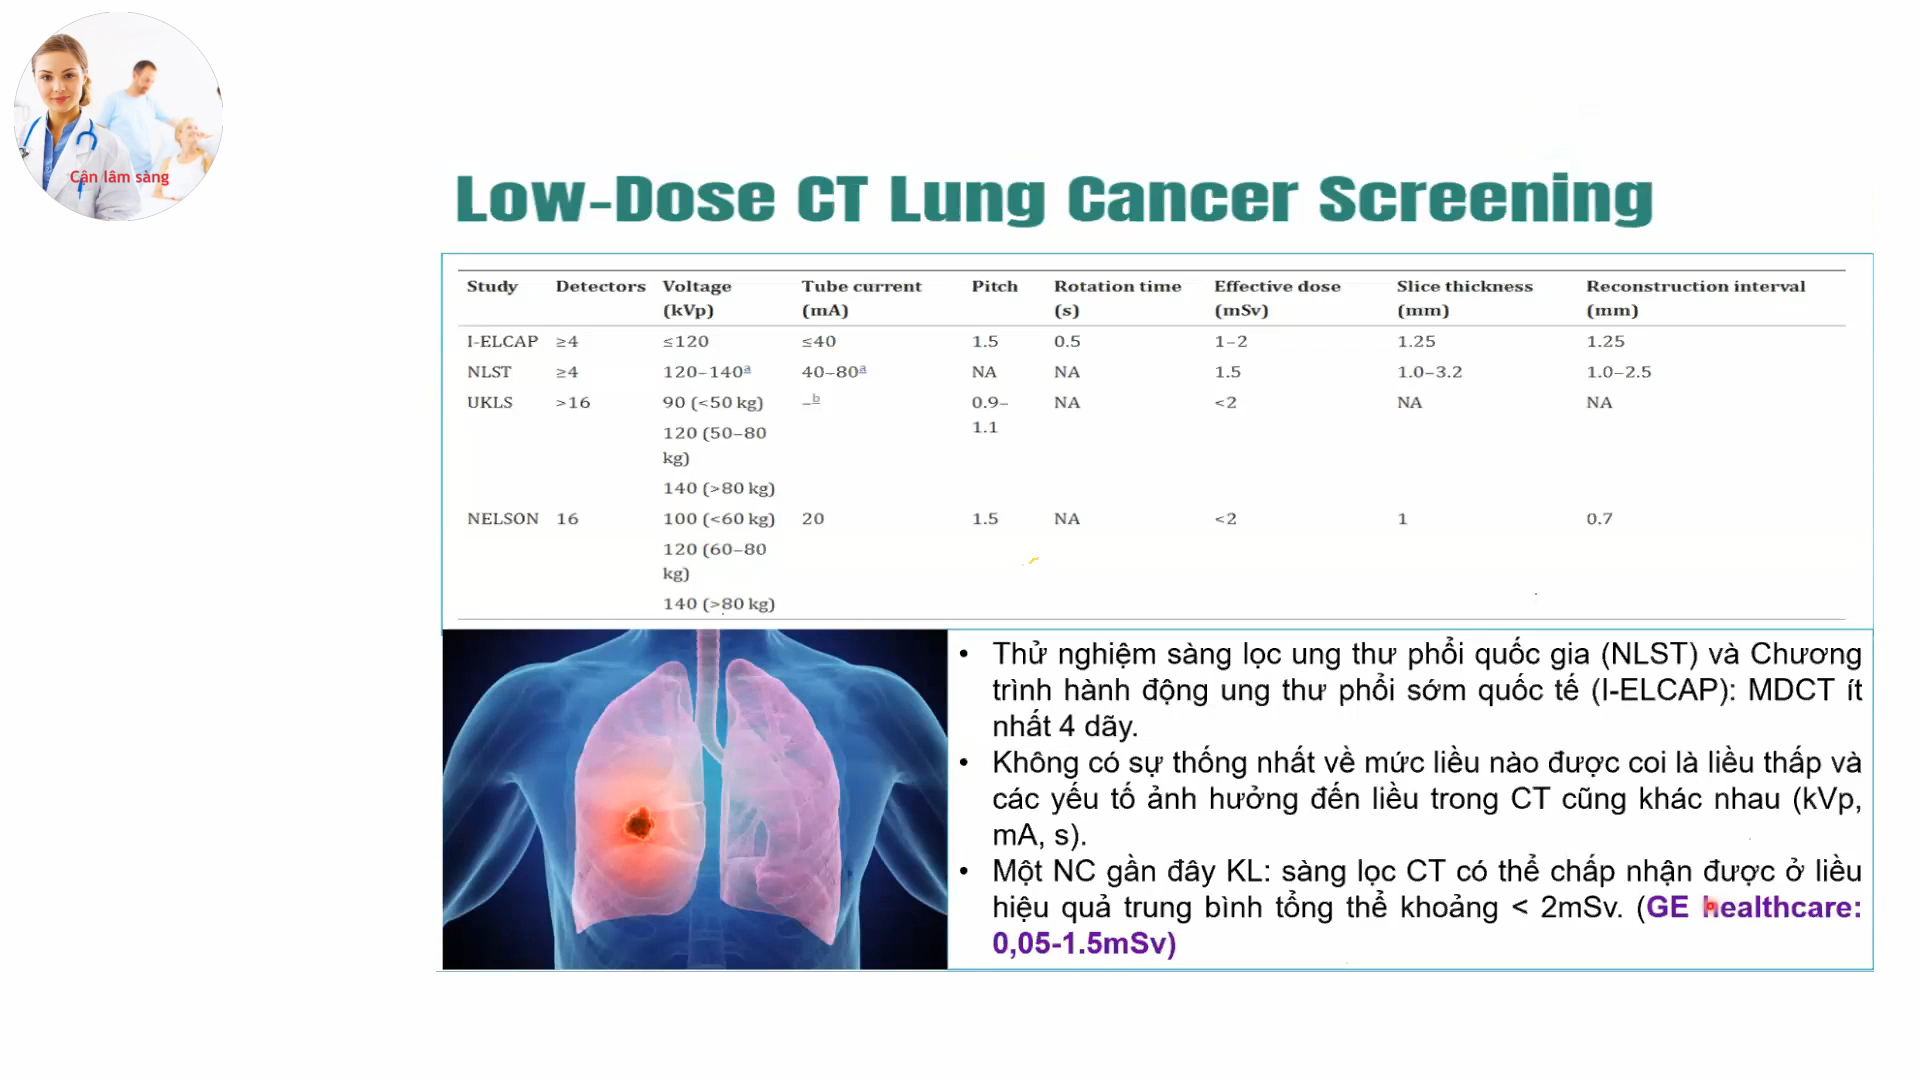 Cận lâm sàng
Low-Dose CT Lung Cancer Screening
Study Detectors Voltage (kVp) Tube current (mA) Pitch Rotation time (s) Effective dose (mSv) Slice thickness (mm) Reconstruction interval (mm)
I-ELCAP ≥4 ≤120 ≤40 1.5 0.5 1–2 1.25 1.25
NLST ≥4 120–140a 40–80a NA NA 1.5 1.0–3.2 1.0–2.5
UKLS >16 90 (<50 kg) –b 0.9– NA <2 NA NA
1.1
120 (50–80
kg)
140 (>80 kg)
NELSON 16 100 (<60 kg) 20 1.5 NA <2 1 0.7
120 (60–80
kg)
140 (>80 kg)
• Thử nghiệm sàng lọc ung thư phổi quốc gia (NLST) và Chương
trình hành động ung thư phổi sớm quốc tế (I-ELCAP): MDCT ít
nhất 4 dãy.
• Không có sự thống nhất về mức liều nào được coi là liều thấp và
các yếu tố ảnh hưởng đến liều trong CT cũng khác nhau (kVp,
mA, s).
• Một NC gần đây KL: sàng lọc CT có thể chấp nhận được ở liều
hiệu quả trung bình tổng thể khoảng < 2mSv. (GE healthcare:
0,05-1.5mSv)